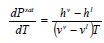 dP^sat/dT = (h^v − h^l)/((v^v − v^l)T)